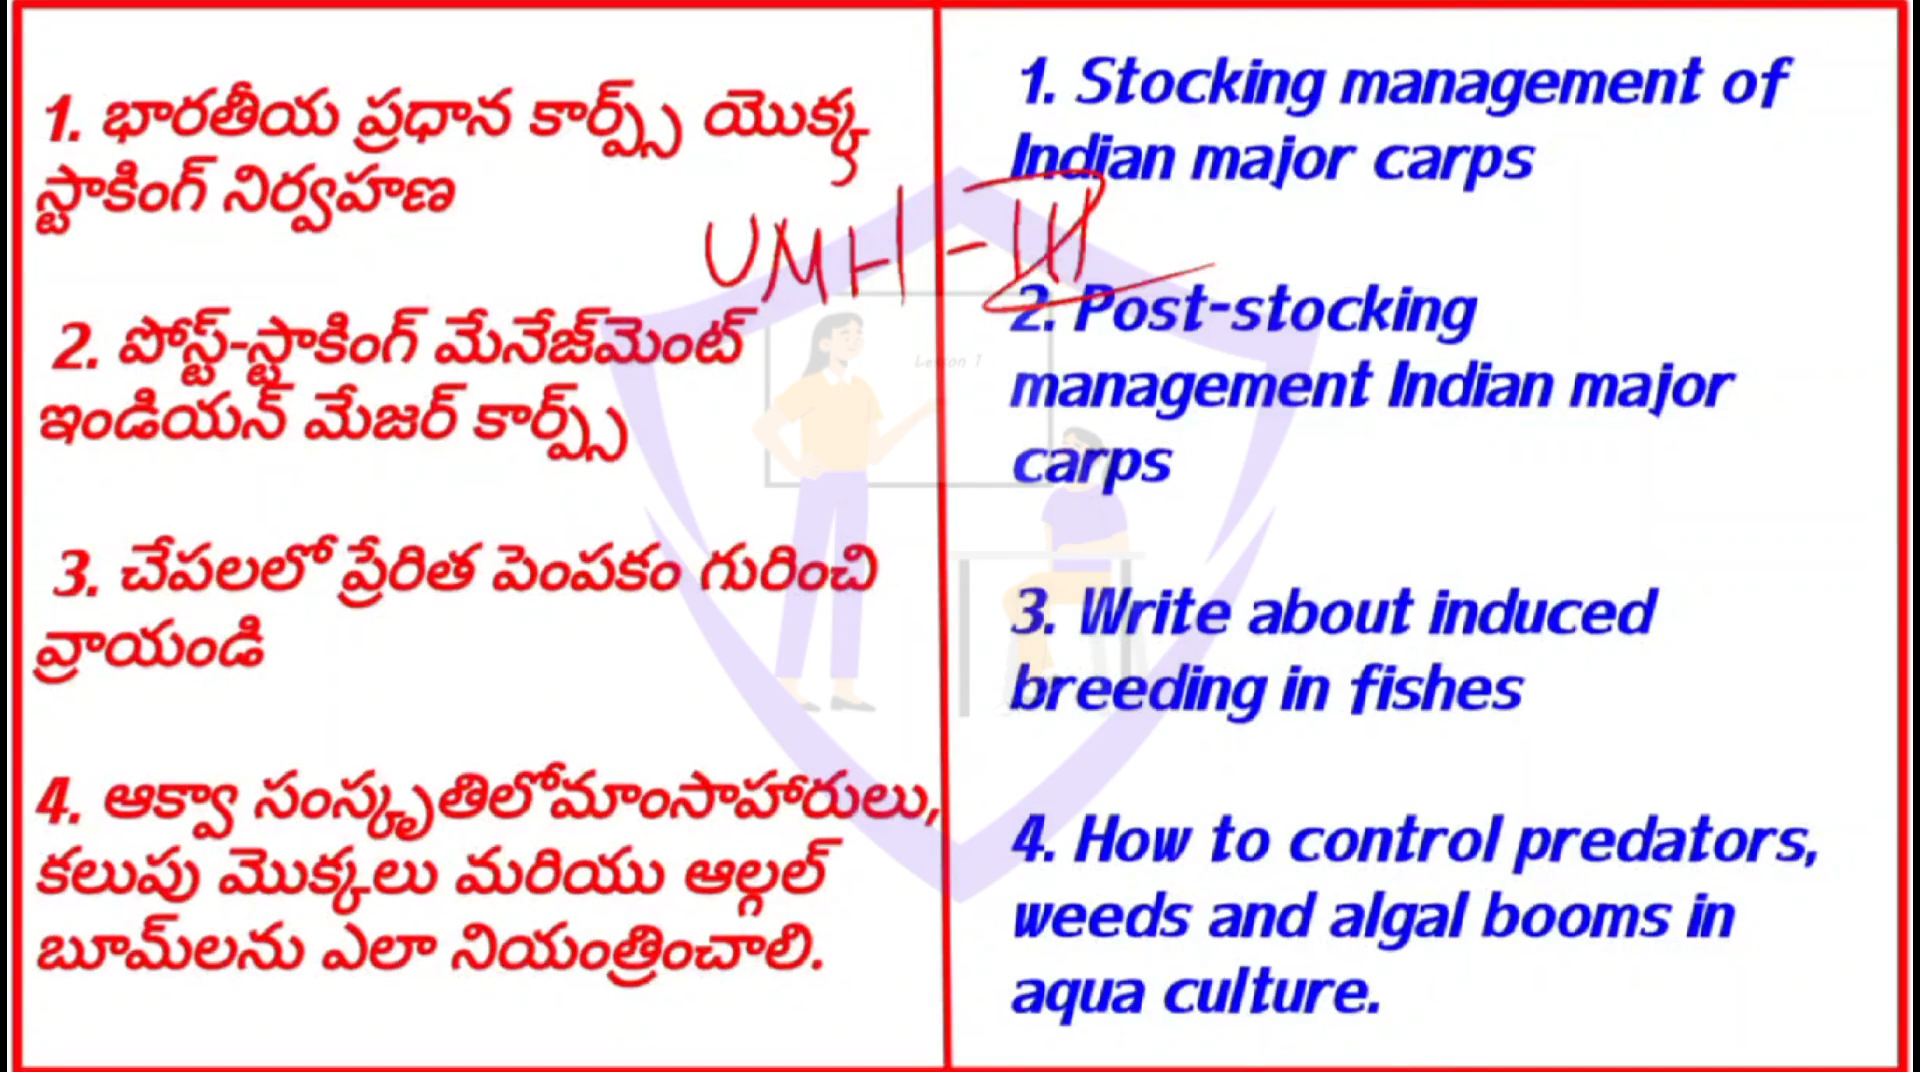 1. భారతీయ ప్రధాన కార్ప్స్ యొక్క
స్టాకింగ్ నిర్వహణ
2. పోస్ట్-స్టాకింగ్ మేనేజ్‌మెంట్
ఇండియన్ మేజర్ కార్ప్స్
3. చేపలలో ప్రేరిత పెంపకం గురించి
వ్రాయండి
4. ఆక్వా సంస్కృతిలోమాంసాహారులు,
కలుపు మొక్కలు మరియు ఆల్గల్
బూమ్‌లను ఎలా నియంత్రించాలి.
1. Stocking management of
Indian major carps
2. Post-stocking
management Indian major
carps
3. Write about induced
breeding in fishes
4. How to control predators,
weeds and algal booms in
aqua culture.
Lesson 1